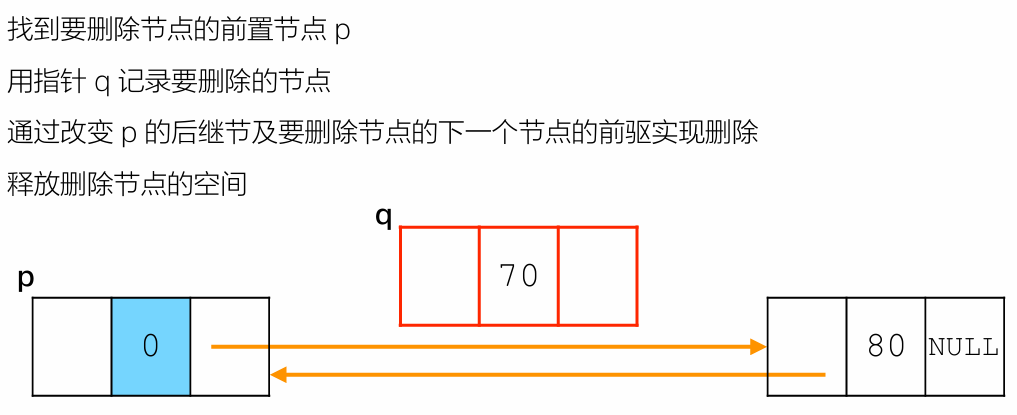 找到要删除节点的前置节点 p
用指针 q 记录要删除的节点
通过改变 p 的后继节及要删除节点的下一个节点的前驱实现删除
释放删除节点的空间
q
70
p
0
80
NULL